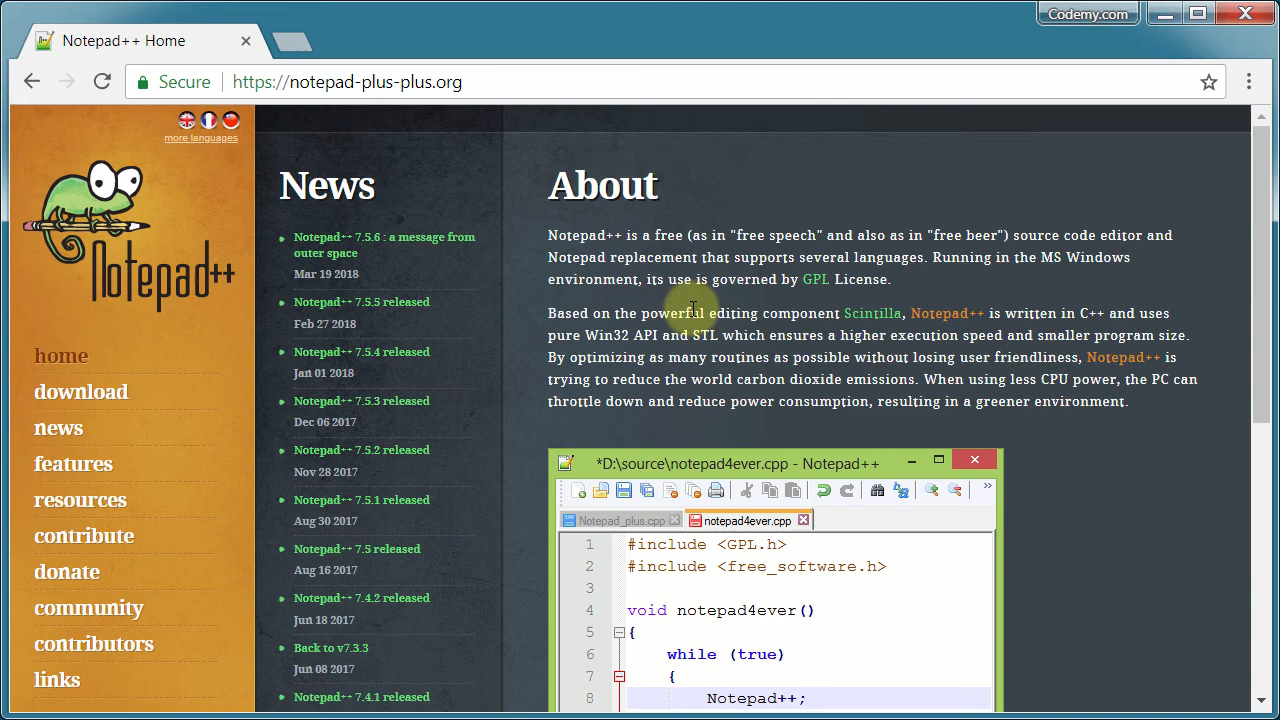 Codemy.com
Notepad++ Home
Secure
https://notepad-plus-plus.org
more languages
Notepad++
home
download
news
features
resources
contribute
donate
community
contributors
links
News
Notepad++ 7.5.6 : a message from
outer space
Mar 19 2018
Notepad++ 7.5.5 released
Feb 27 2018
Notepad++ 7.5.4 released
Jan 01 2018
Notepad++ 7.5.3 released
Dec 06 2017
Notepad++ 7.5.2 released
Nov 28 2017
Notepad++ 7.5.1 released
Aug 30 2017
Notepad++ 7.5 released
Aug 16 2017
Notepad++ 7.4.2 released
Jun 18 2017
Back to v7.3.3
Jun 08 2017
Notepad++ 7.4.1 released
About
Notepad++ is a free (as in "free speech" and also as in "free beer") source code editor and
Notepad replacement that supports several languages. Running in the MS Windows
environment, its use is governed by GPL License.
Based on the powerful editing component Scintilla, Notepad++ is written in C++ and uses
pure Win32 API and STL which ensures a higher execution speed and smaller program size.
By optimizing as many routines as possible without losing user friendliness, Notepad++ is
trying to reduce the world carbon dioxide emissions. When using less CPU power, the PC can
throttle down and reduce power consumption, resulting in a greener environment.
*D:\source\notepad4ever.cpp - Notepad++
Notepad_plus.cpp
notepad4ever.cpp
1 #include <GPL.h>
2 #include <free_software.h>
3
4 void notepad4ever()
5 {
6 while (true)
7 {
8 Notepad++;